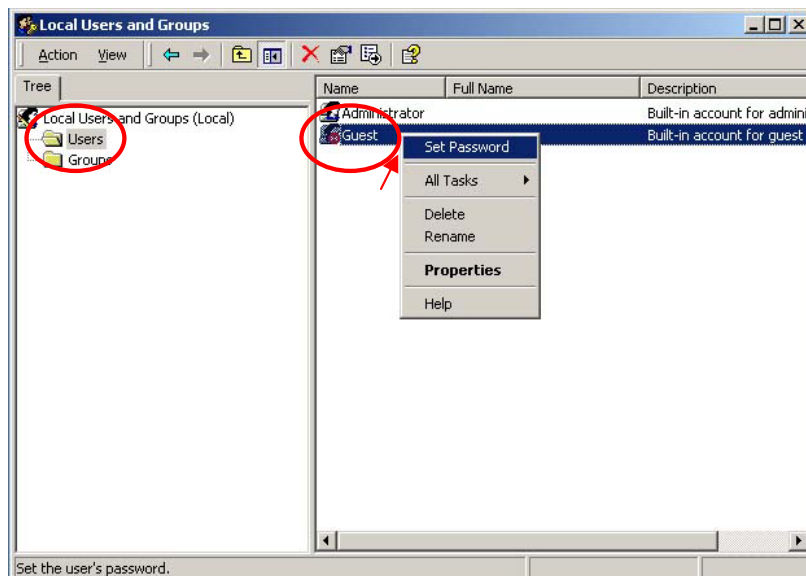 Local Users and Groups
Action View
Tree
Name Full Name Description
Local Users and Groups (Local)
Users
Groups
Administrator Built-in account for admini
Guest Built-in account for guest
Set Password
All Tasks
Delete
Rename
Properties
Help
Set the user's password.